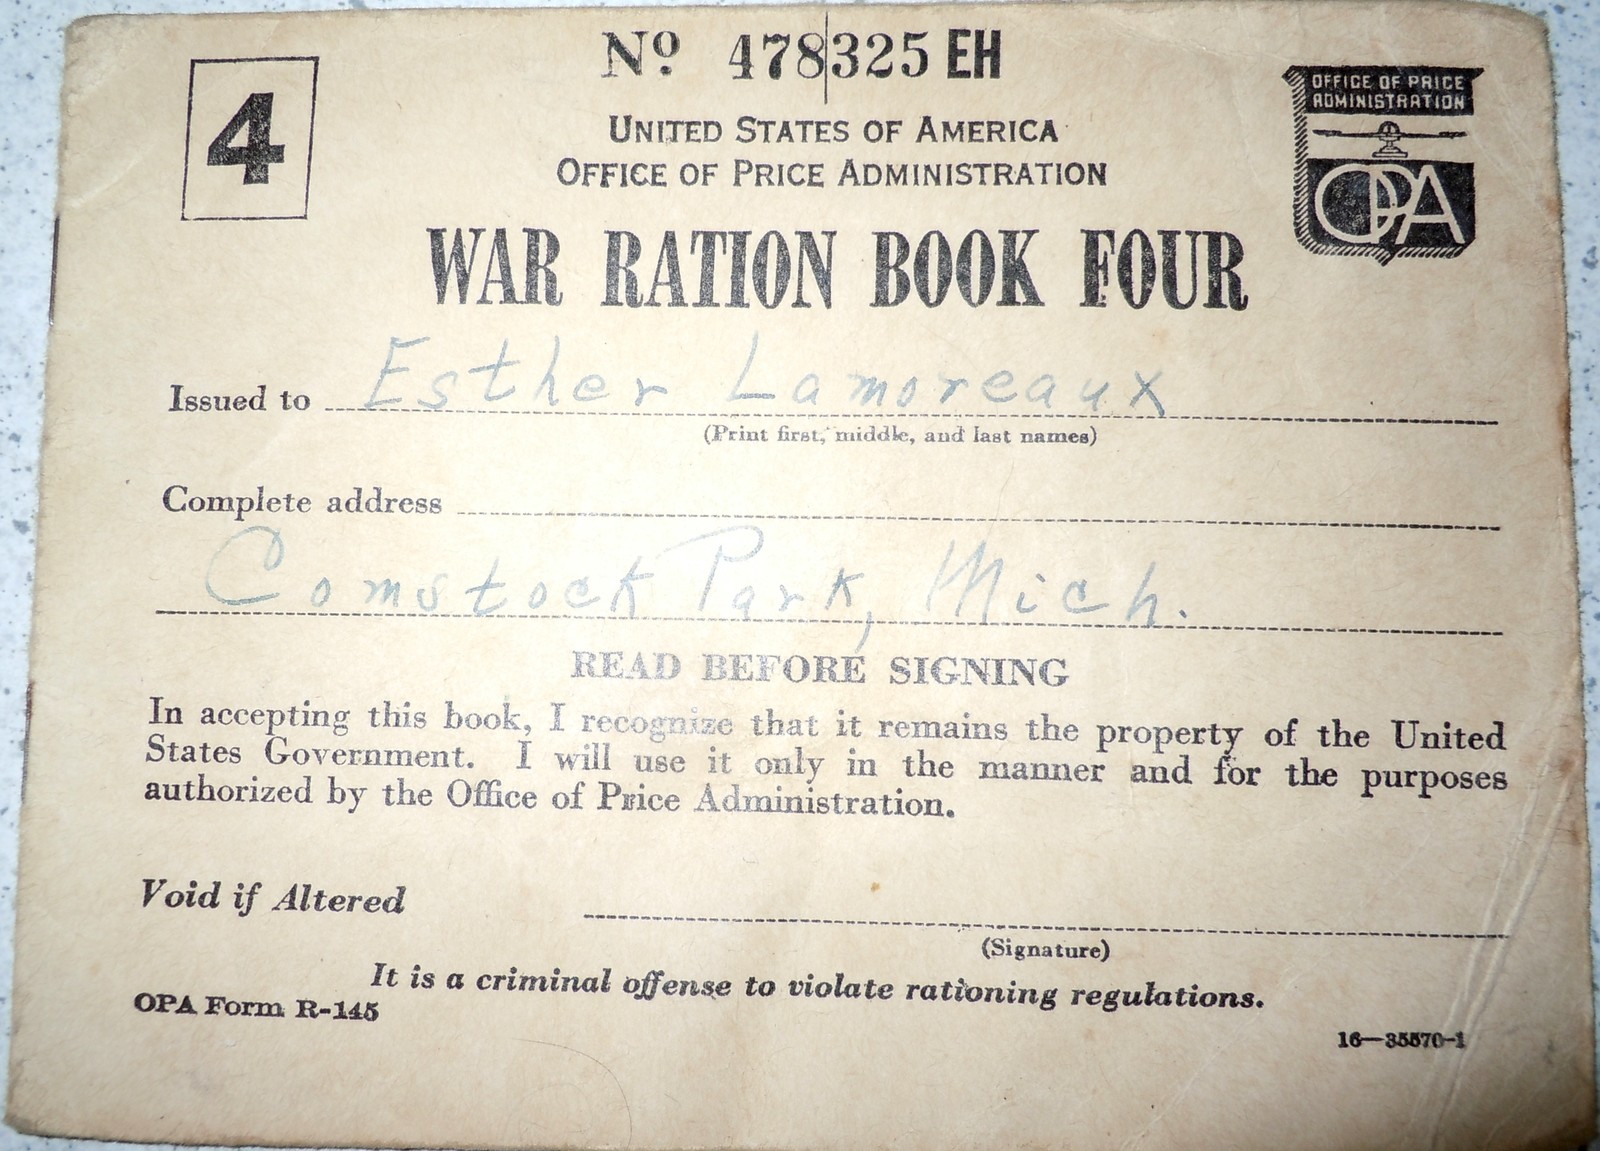 4
No 478325 EH
OFFICE OF PRICE
ADMINISTRATION
OPA
UNITED STATES OF AMERICA
OFFICE OF PRICE ADMINISTRATION
WAR RATION BOOK FOUR
Issued to Esther Lamoreaux
(Print first, middle, and last names)
Complete address
Comstock Park, Mich.
READ BEFORE SIGNING
In accepting this book, I recognize that it remains the property of the United
States Government. I will use it only in the manner and for the purposes
authorized by the Office of Price Administration.
Void if Altered
(Signature)
It is a criminal offense to violate rationing regulations.
OPA Form R-145
16—35570-1